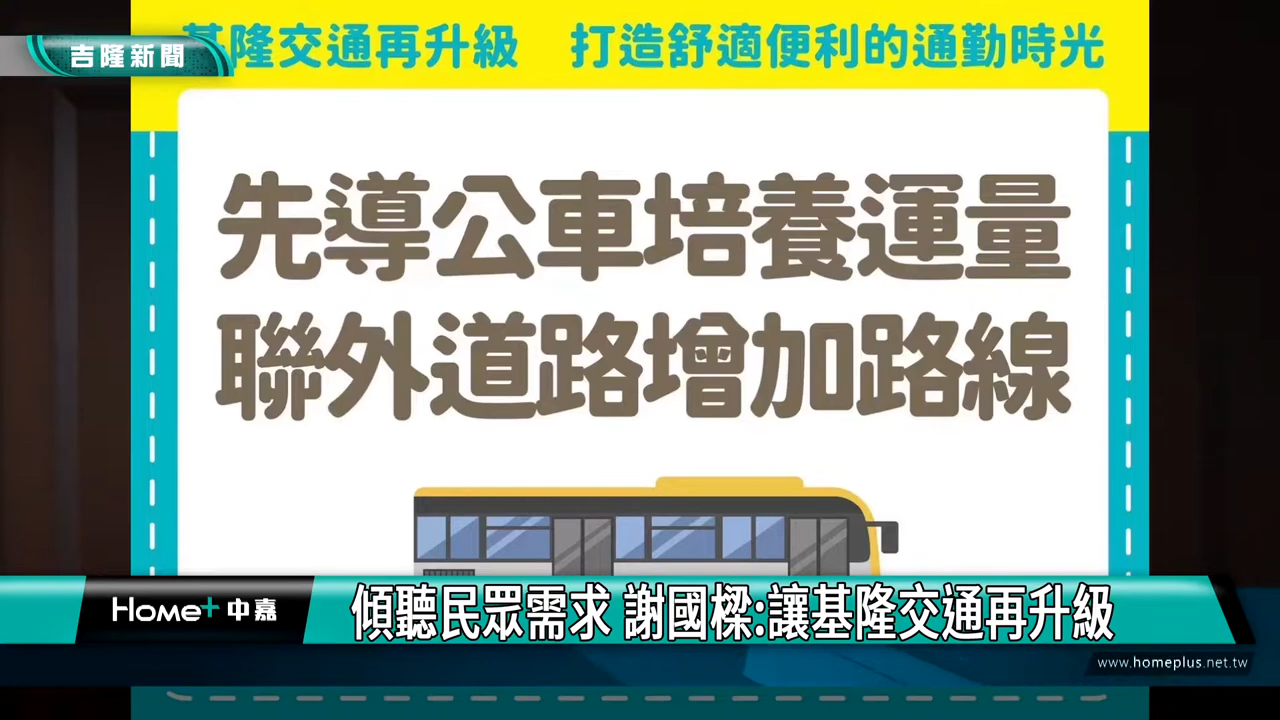 吉隆新聞
基隆交通再升級 打造舒適便利的通勤時光
先導公車培養運量
聯外道路增加路線
Home+中嘉
傾聽民眾需求 謝國樑:讓基隆交通再升級
www.homeplus.net.tw